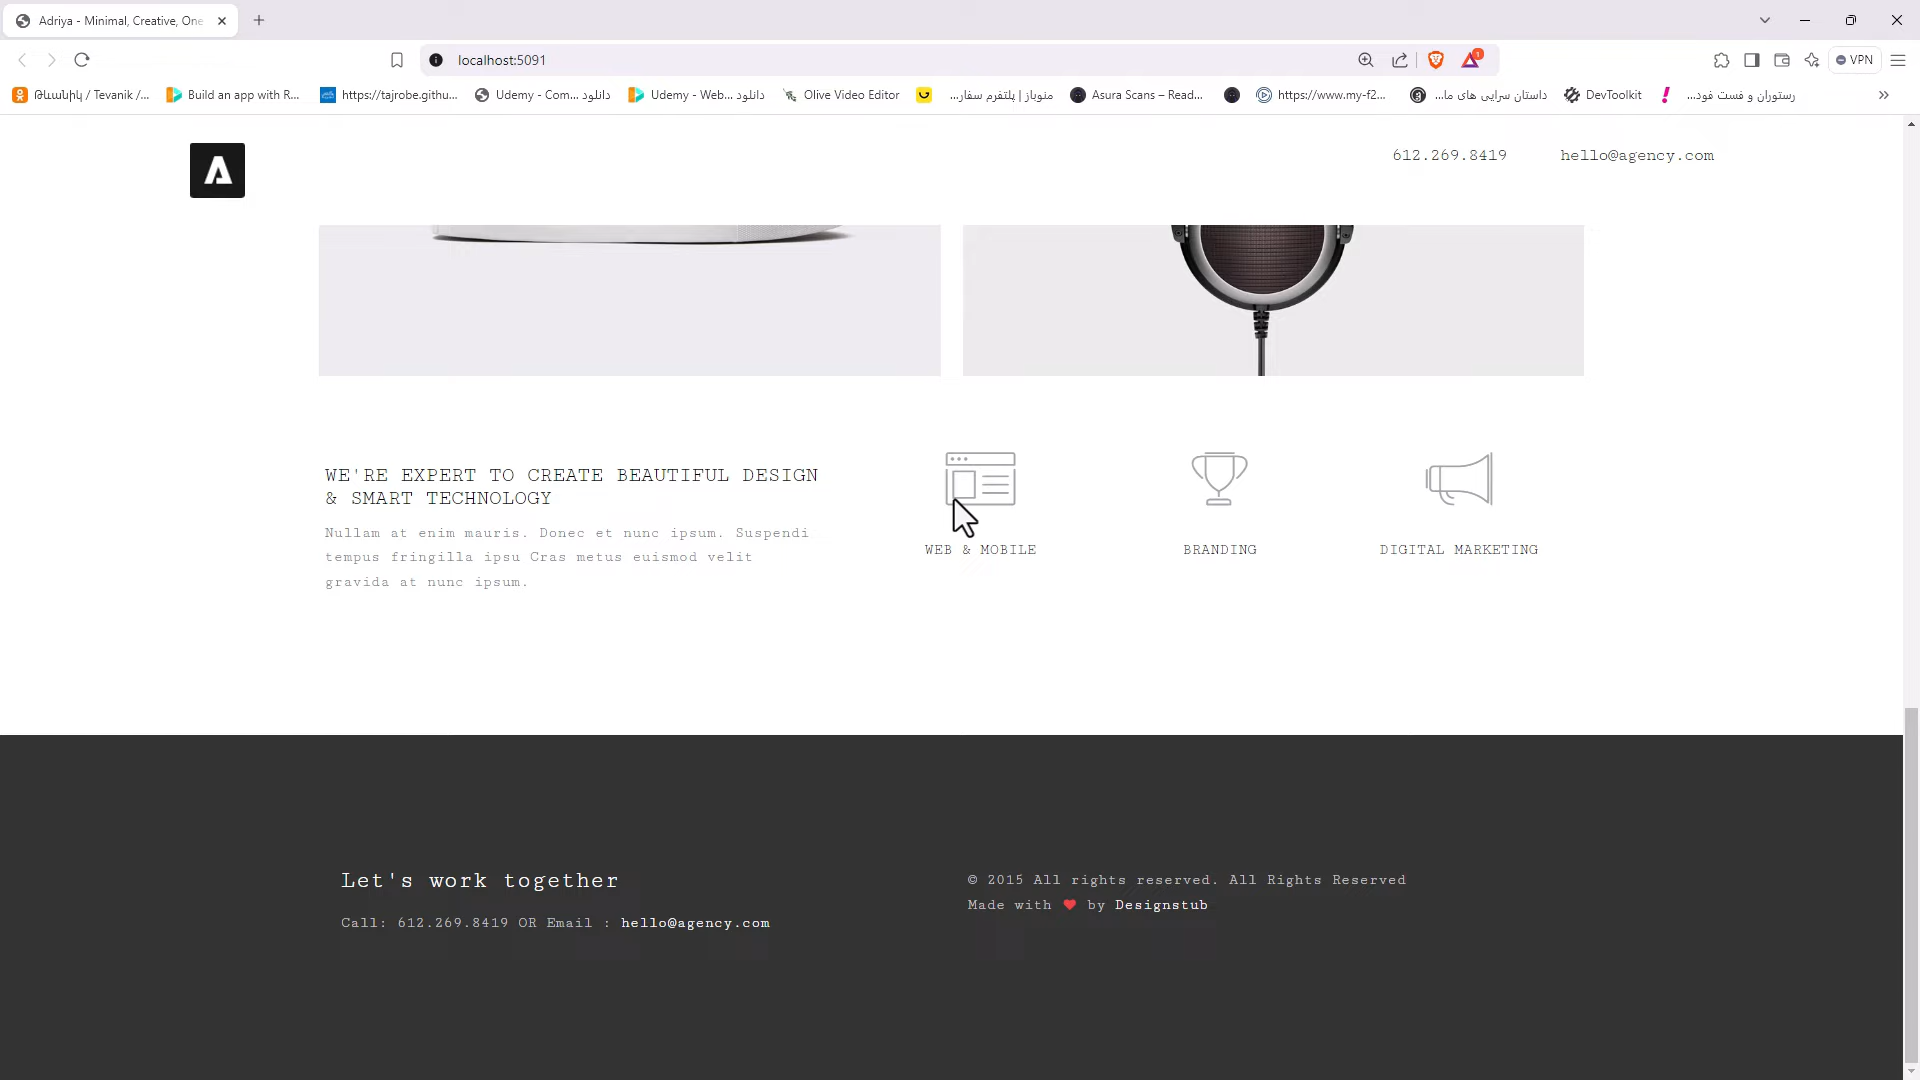 Adriya - Minimal, Creative, One
localhost:5091
1
VPN
Թևանիկ / Tevanik /...
Build an app with R...
https://tajrobe.githu...
Udemy - Com... دانلود
Udemy - Web... دانلود
Olive Video Editor
منوباز | پلتفرم سفار...
Asura Scans – Read...
https://www.my-f2...
داستان سرایی های ما...
DevToolkit
رستوران و فست فود...
A
612.269.8419
hello@agency.com
WE'RE EXPERT TO CREATE BEAUTIFUL DESIGN
& SMART TECHNOLOGY
Nullam at enim mauris. Donec et nunc ipsum. Suspendi
tempus fringilla ipsu Cras metus euismod velit
gravida at nunc ipsum.
WEB & MOBILE
BRANDING
DIGITAL MARKETING
Let's work together
Call: 612.269.8419 OR Email : hello@agency.com
© 2015 All rights reserved. All Rights Reserved
Made with ❤ by Designstub